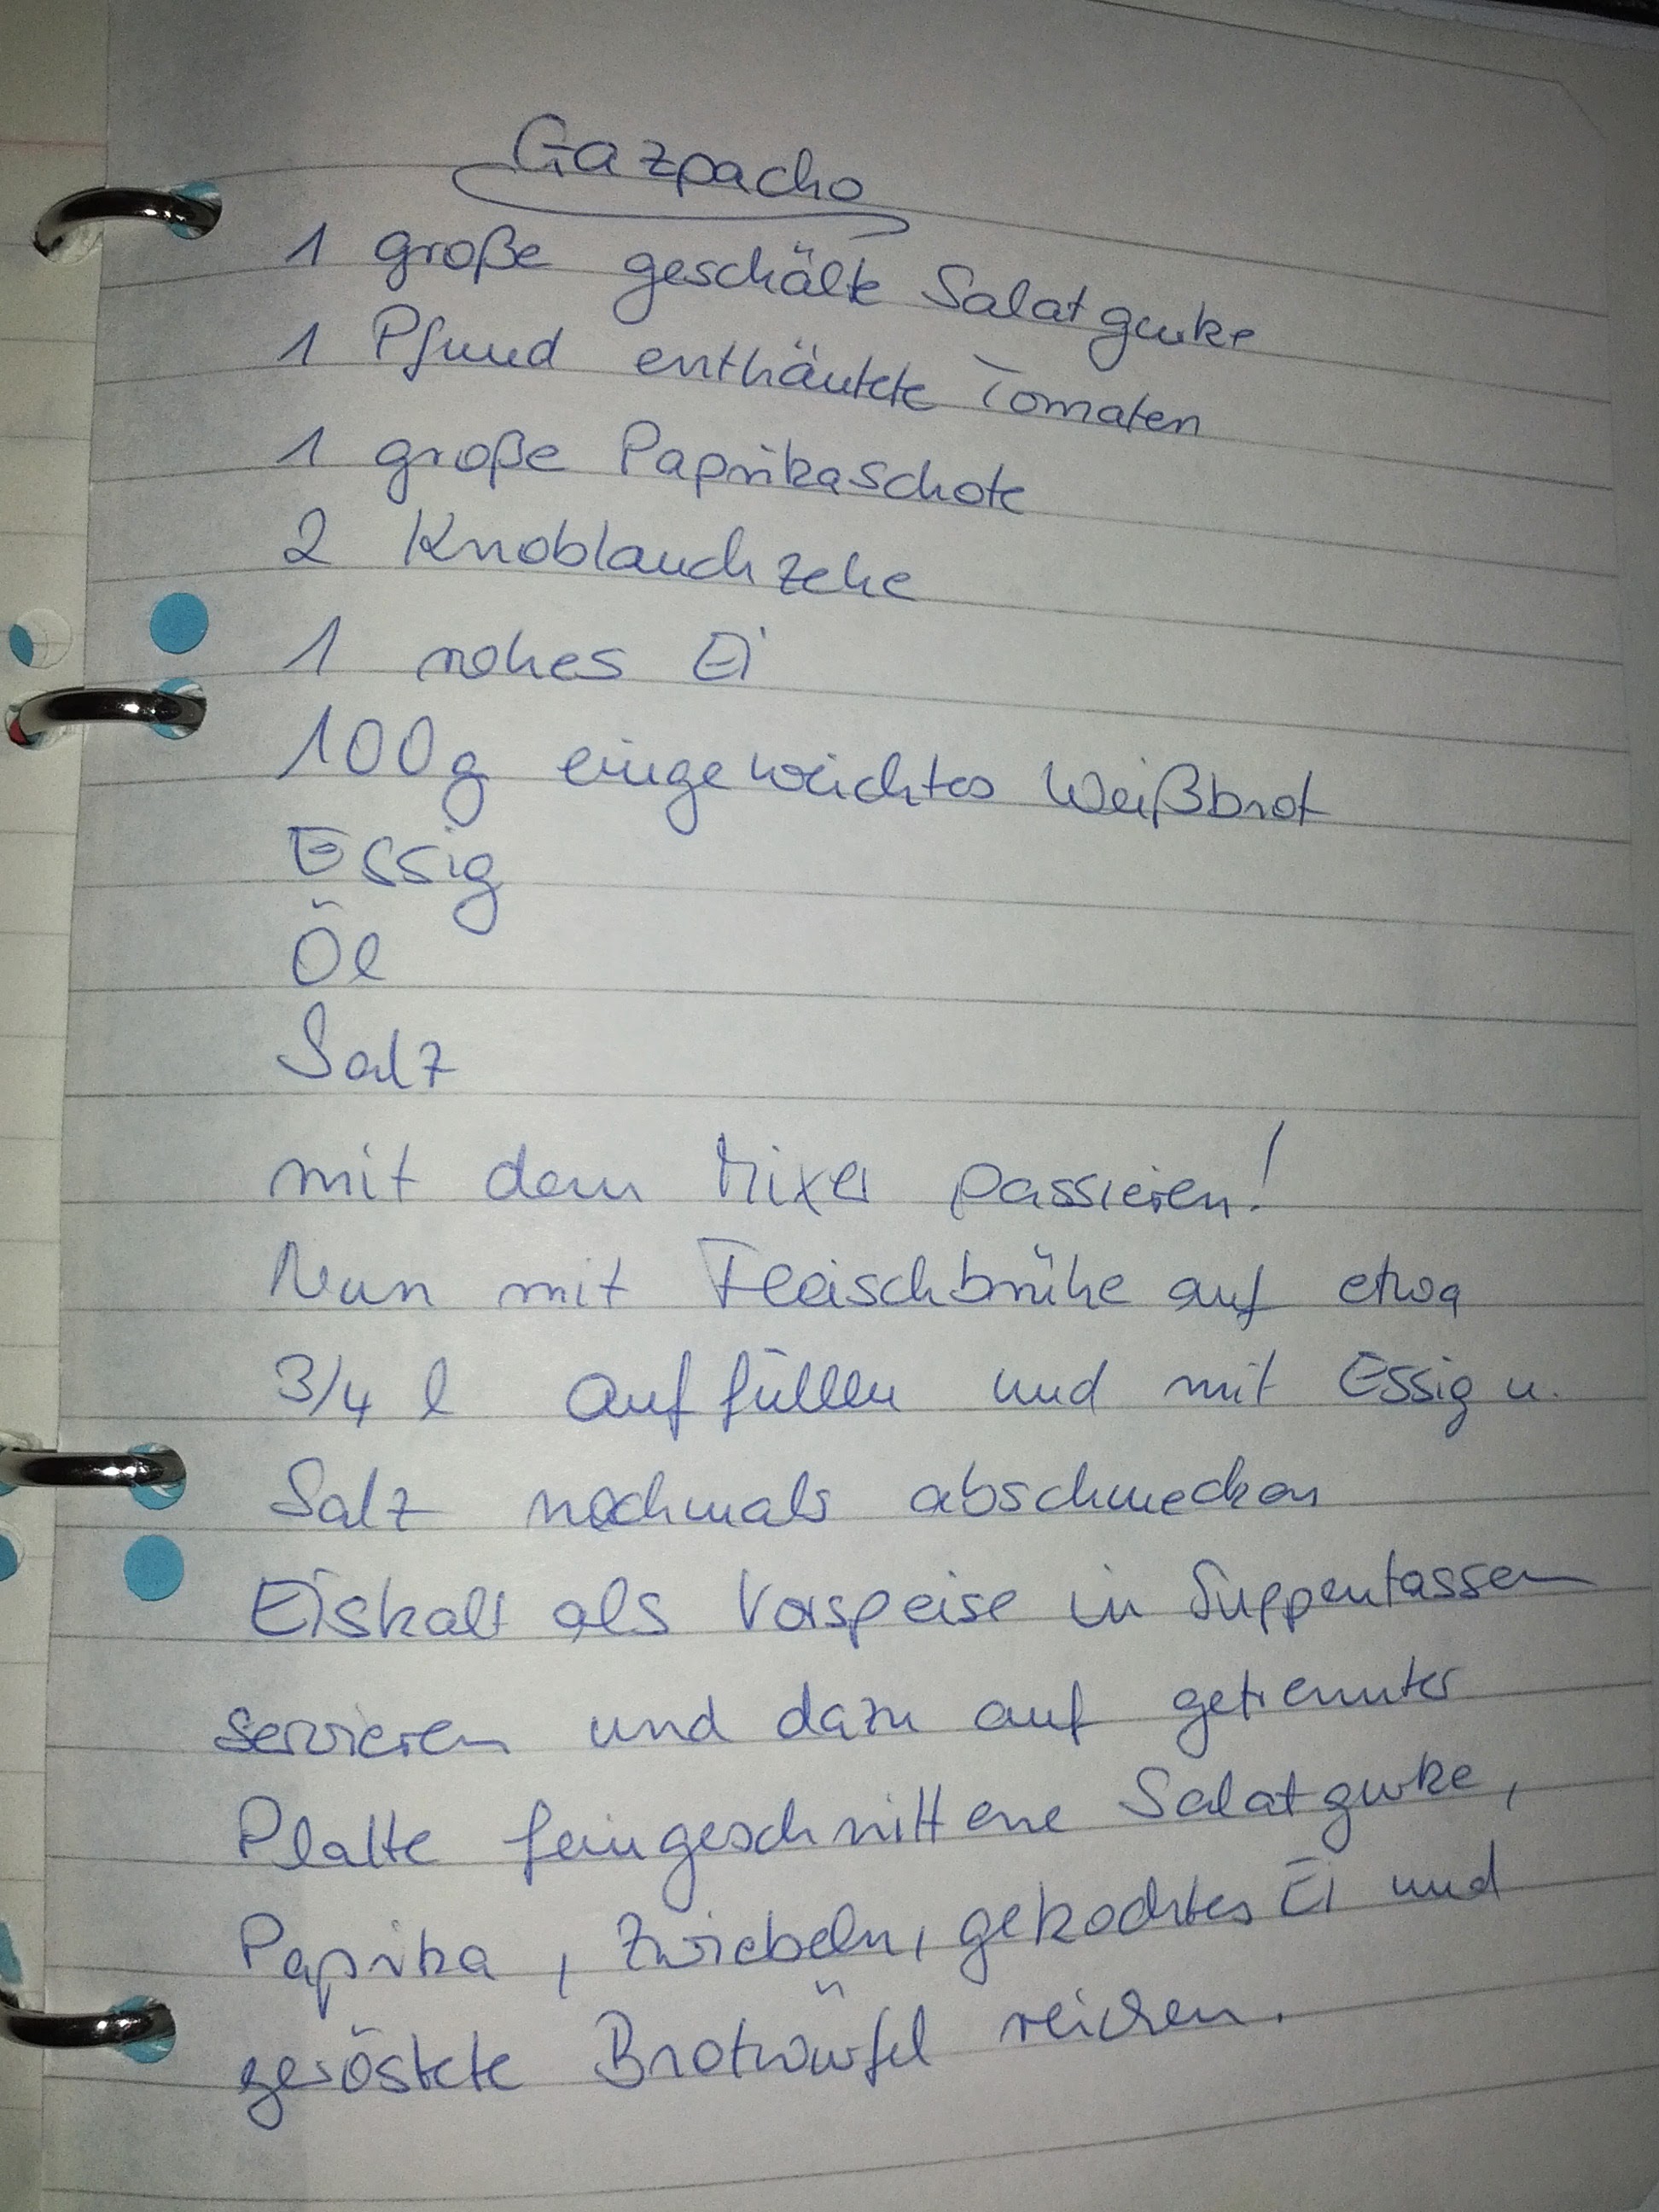 Gazpacho
1 große geschälte Salatgurke
1 Pfund enthäutete Tomaten
1 große Paprikaschote
2 Knoblauchzehe
1 rohes Ei
100g eingeweichtes Weißbrot
Essig
Öl
Salz
mit dem Mixer passieren!
Nun mit Fleischbrühe auf etwa
3/4 l auffüllen und mit Essig u.
Salz nochmals abschmecken
Eiskalt als Vorspeise in Suppentassen
servieren und dazu auf getrennter
Platte feingeschnittene Salatgurke,
Paprika, Zwiebeln, gekochtes Ei und
geröstete Brotwürfel reichen.